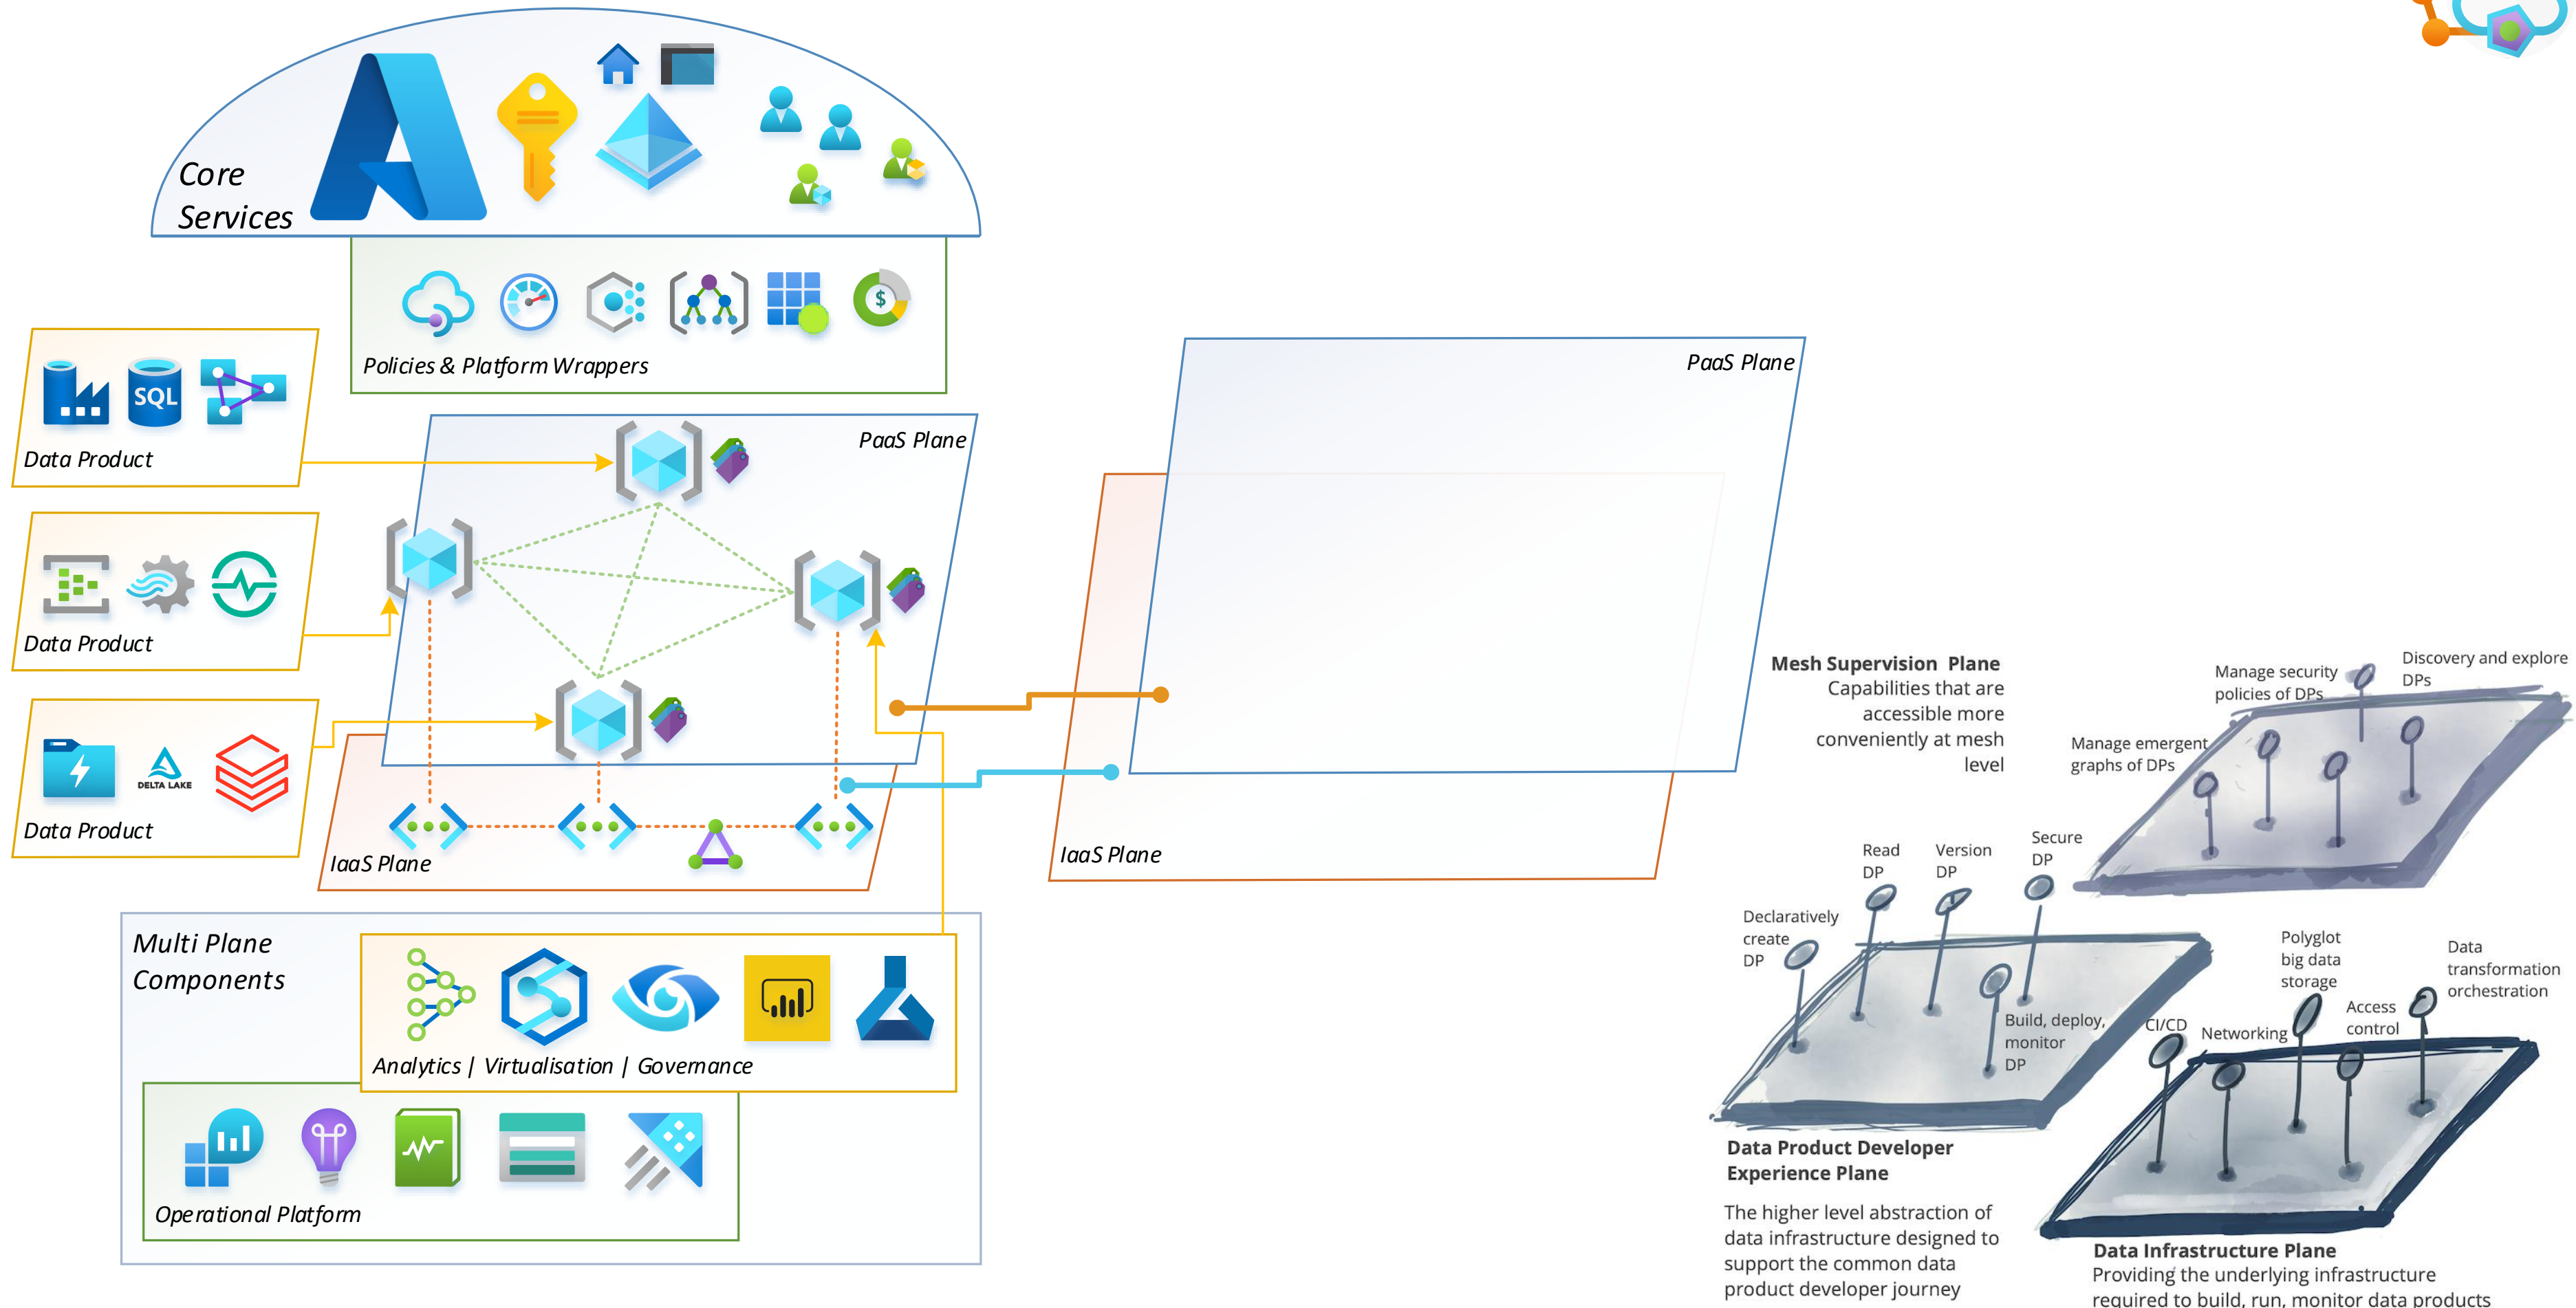 Core
Services
Policies & Platform Wrappers
SQL
Data Product
PaaS Plane
Data Product
DELTA LAKE
Data Product
IaaS Plane
Multi Plane
Components
Analytics | Virtualisation | Governance
Operational Platform
PaaS Plane
IaaS Plane
Mesh Supervision Plane
Capabilities that are
accessible more
conveniently at mesh
level
Manage security
policies of DPs
Discovery and explore
DPs
Manage emergent
graphs of DPs
Read
DP
Version
DP
Secure
DP
Declaratively
create
DP
Build, deploy,
monitor
DP
Data Product Developer
Experience Plane
The higher level abstraction of
data infrastructure designed to
support the common data
product developer journey
CI/CD
Networking
Polyglot
big data
storage
Access
control
Data
transformation
orchestration
Data Infrastructure Plane
Providing the underlying infrastructure
required to build, run, monitor data products